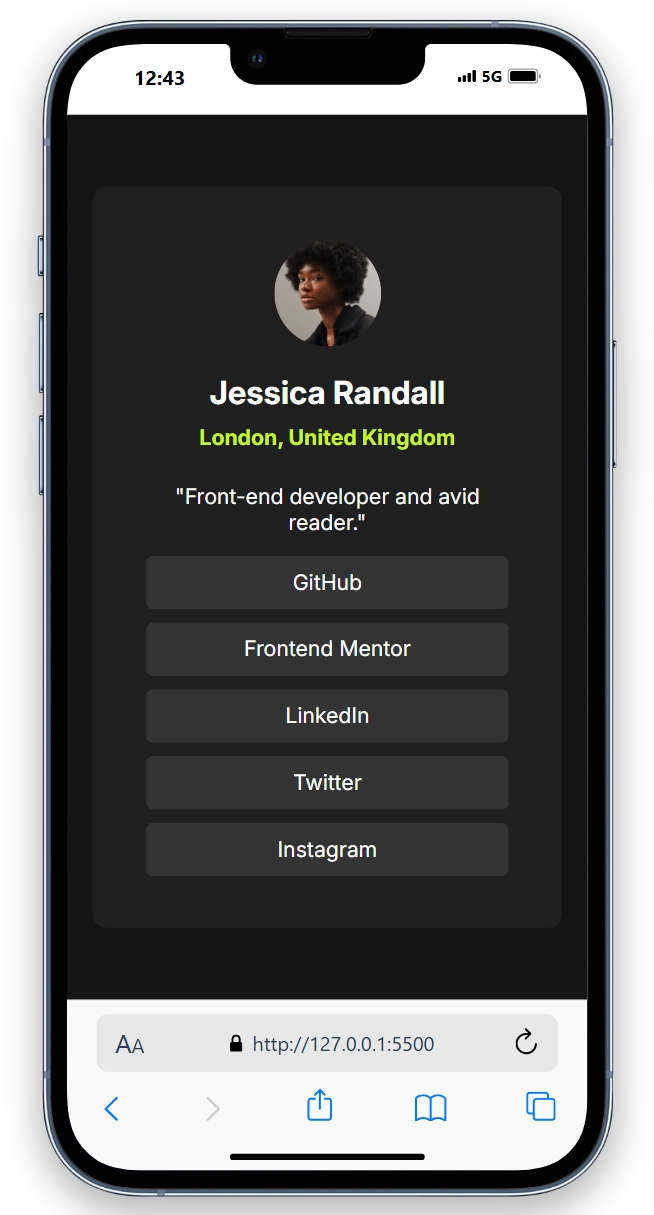 12:43
5G
Jessica Randall
London, United Kingdom
"Front-end developer and avid
reader."
GitHub
Frontend Mentor
LinkedIn
Twitter
Instagram
AA
http://127.0.0.1:5500